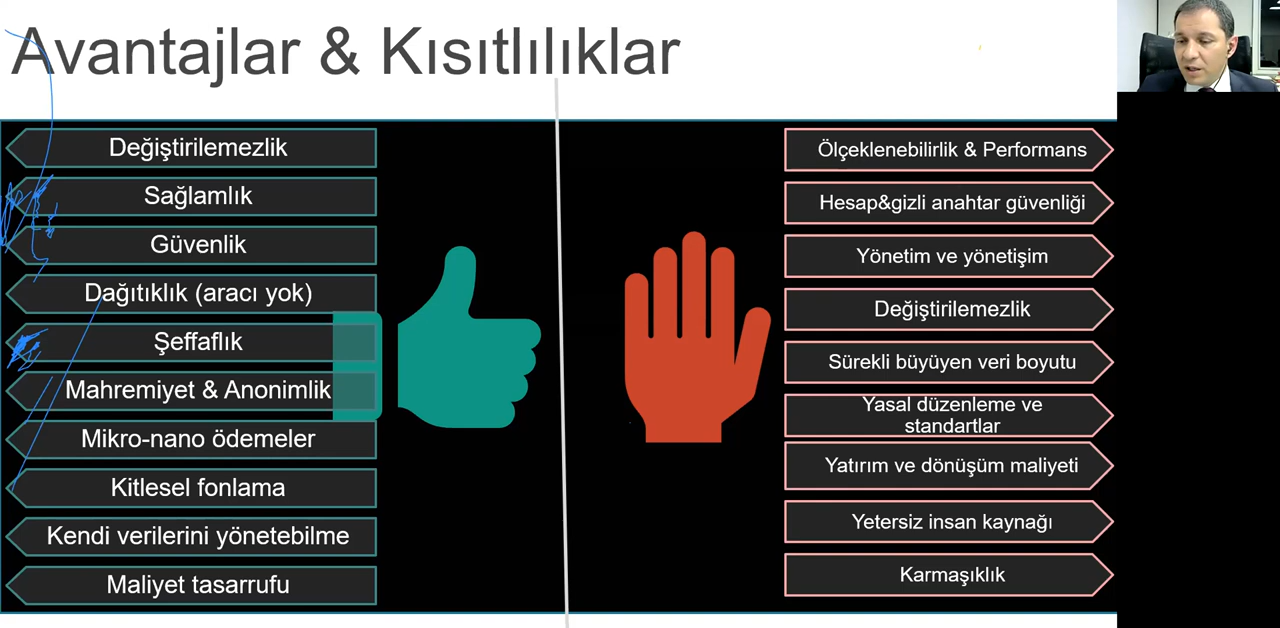 Avantajlar & Kısıtlılıklar
Değiştirilemezlik
Sağlamlık
Güvenlik
Dağıtıklık (aracı yok)
Şeffaflık
Mahremiyet & Anonimlik
Mikro-nano ödemeler
Kitlesel fonlama
Kendi verilerini yönetebilme
Maliyet tasarrufu
Ölçeklenebilirlik & Performans
Hesap&gizli anahtar güvenliği
Yönetim ve yönetişim
Değiştirilemezlik
Sürekli büyüyen veri boyutu
Yasal düzenleme ve
standartlar
Yatırım ve dönüşüm maliyeti
Yetersiz insan kaynağı
Karmaşıklık